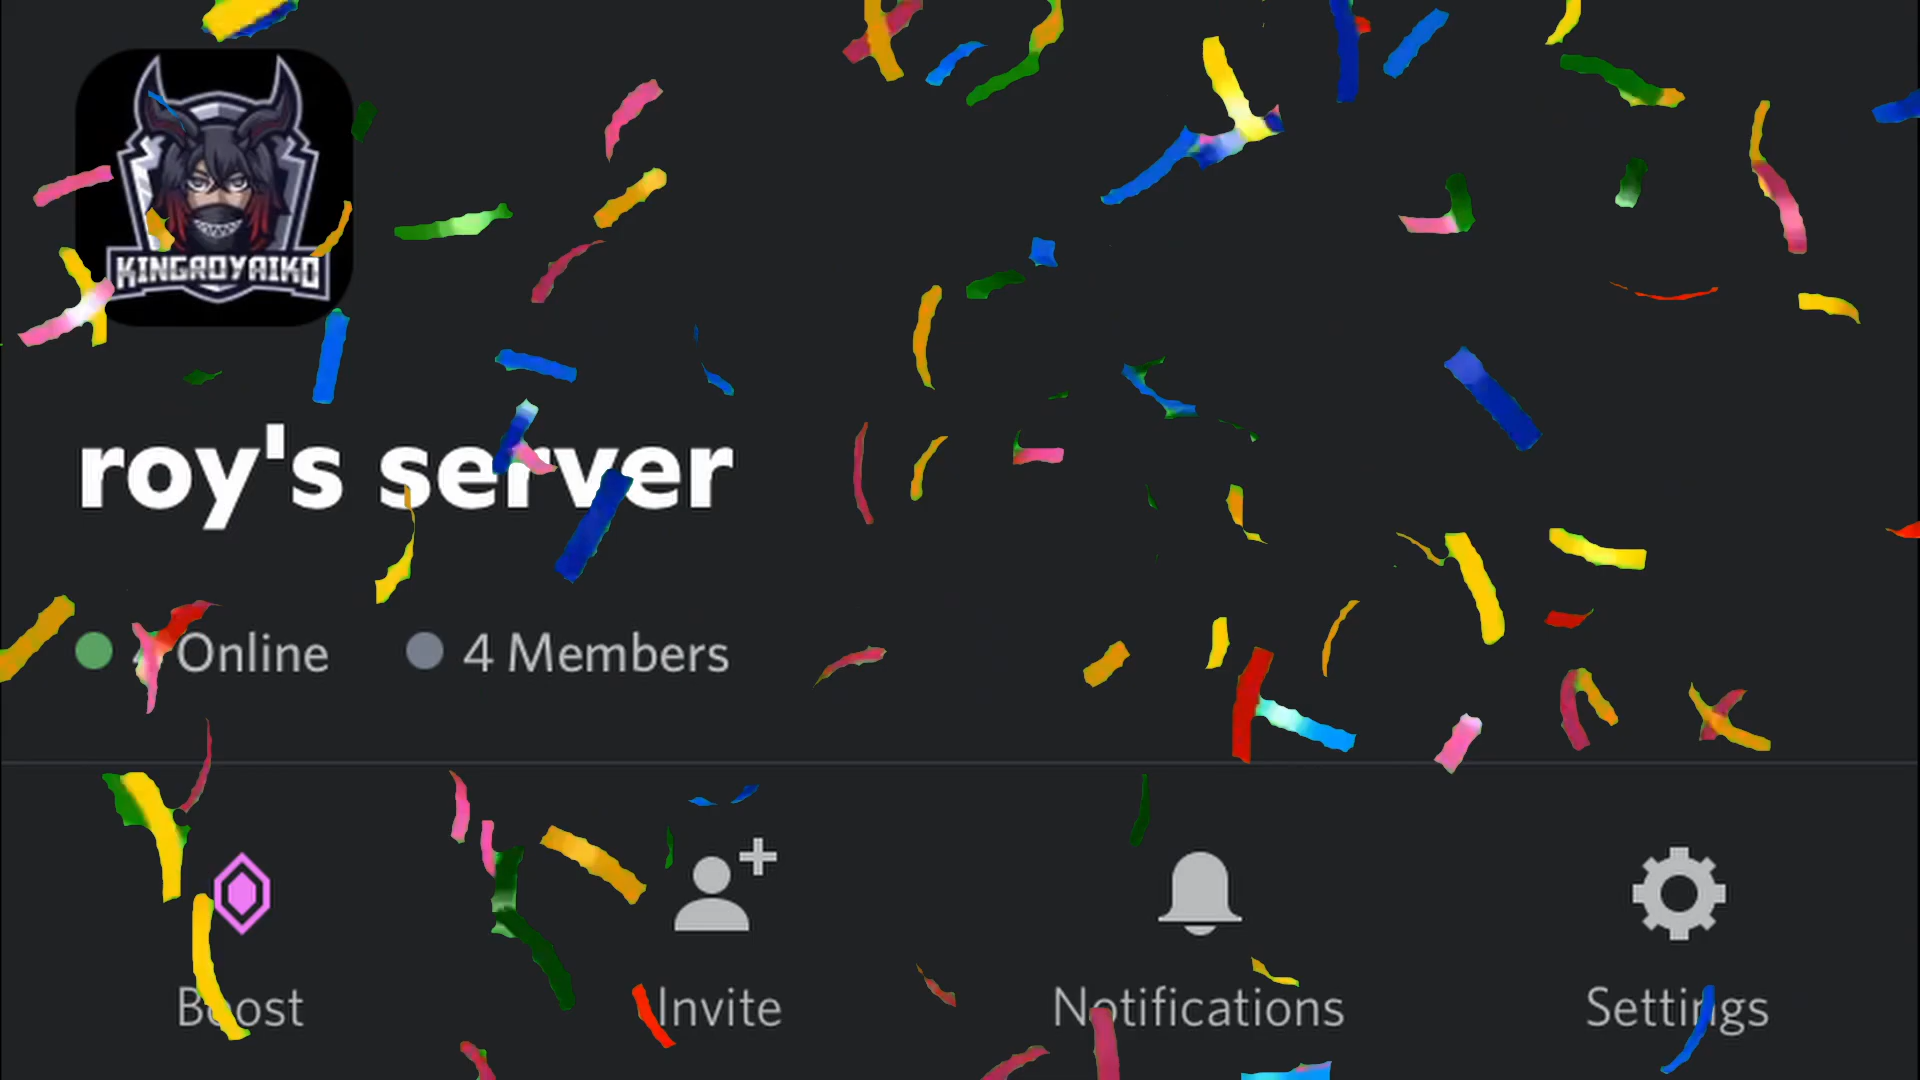 KINGROYAIKO
roy's server
Online
4 Members
Boost
Invite
Notifications
Settings